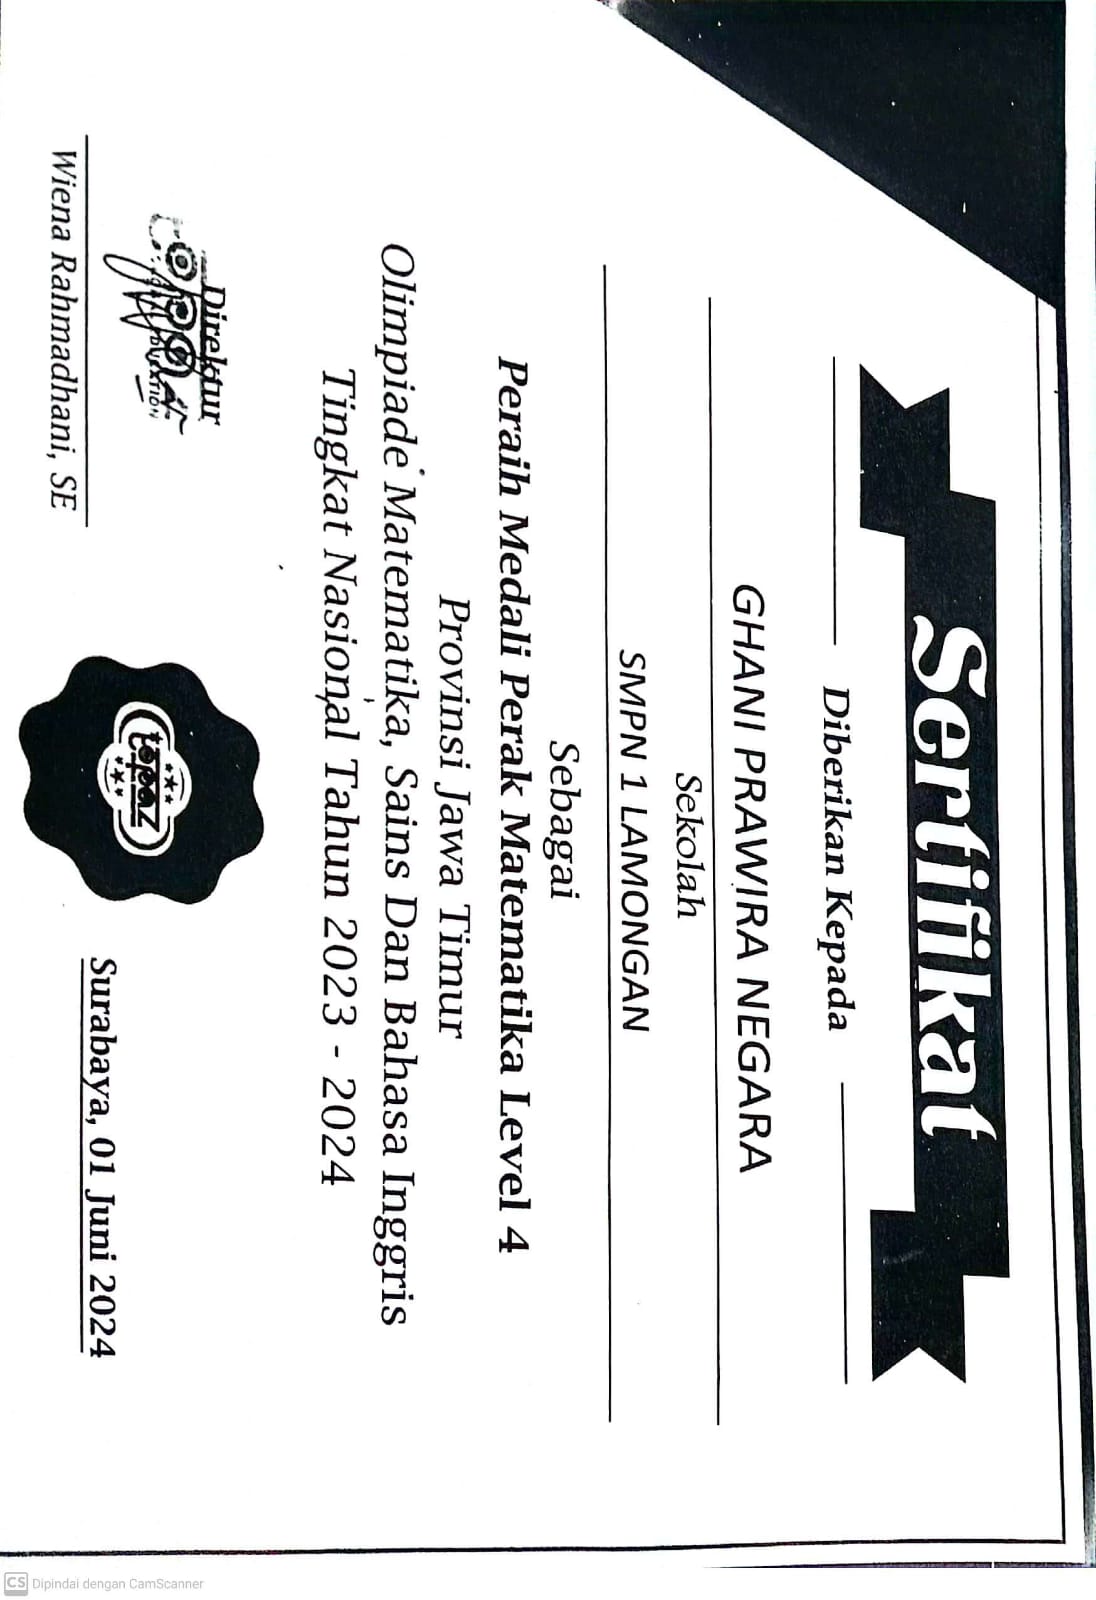 Sertifikat
Diberikan Kepada
GHANI PRAWIRA NEGARA
Sekolah
SMPN 1 LAMONGAN
Sebagai
Peraih Medali Perak Matematika Level 4
Provinsi Jawa Timur
Olimpiade Matematika, Sains Dan Bahasa Inggris
Tingkat Nasional Tahun 2023 - 2024
Direktur
topaz
Wiena Rahmadhani, SE
topaz
Surabaya, 01 Juni 2024
CS Dipindai dengan CamScanner